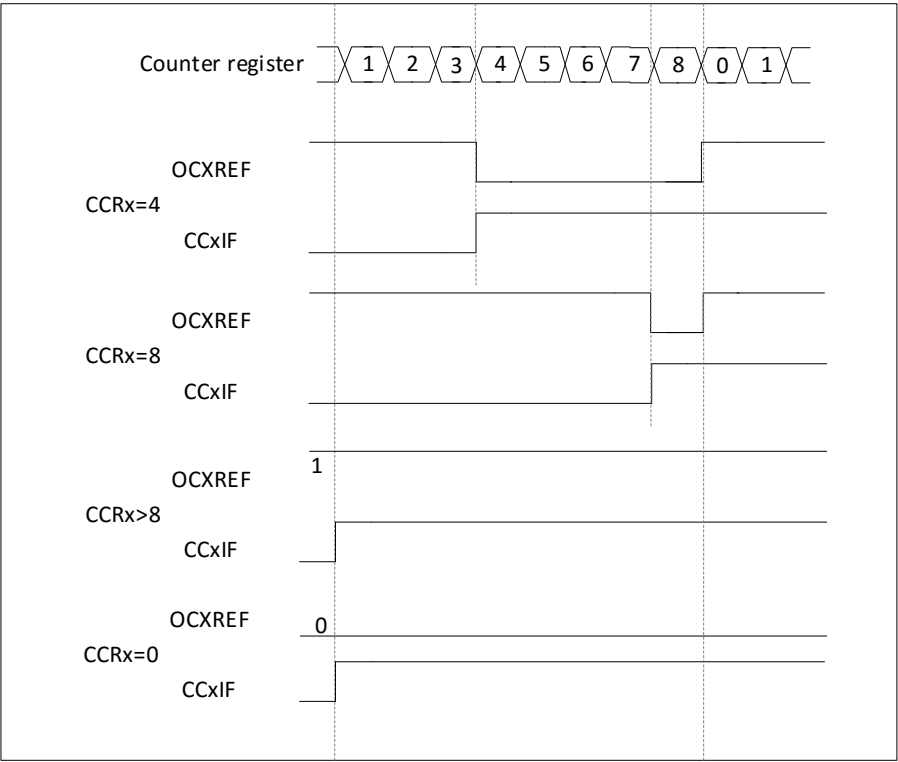 Counter register 1 2 3 4 5 6 7 8 0 1
OCXREF
CCRx=4
CCxIF
OCXREF
CCRx=8
CCxIF
1
OCXREF
CCRx>8
CCxIF
OCXREF 0
CCRx=0
CCxIF